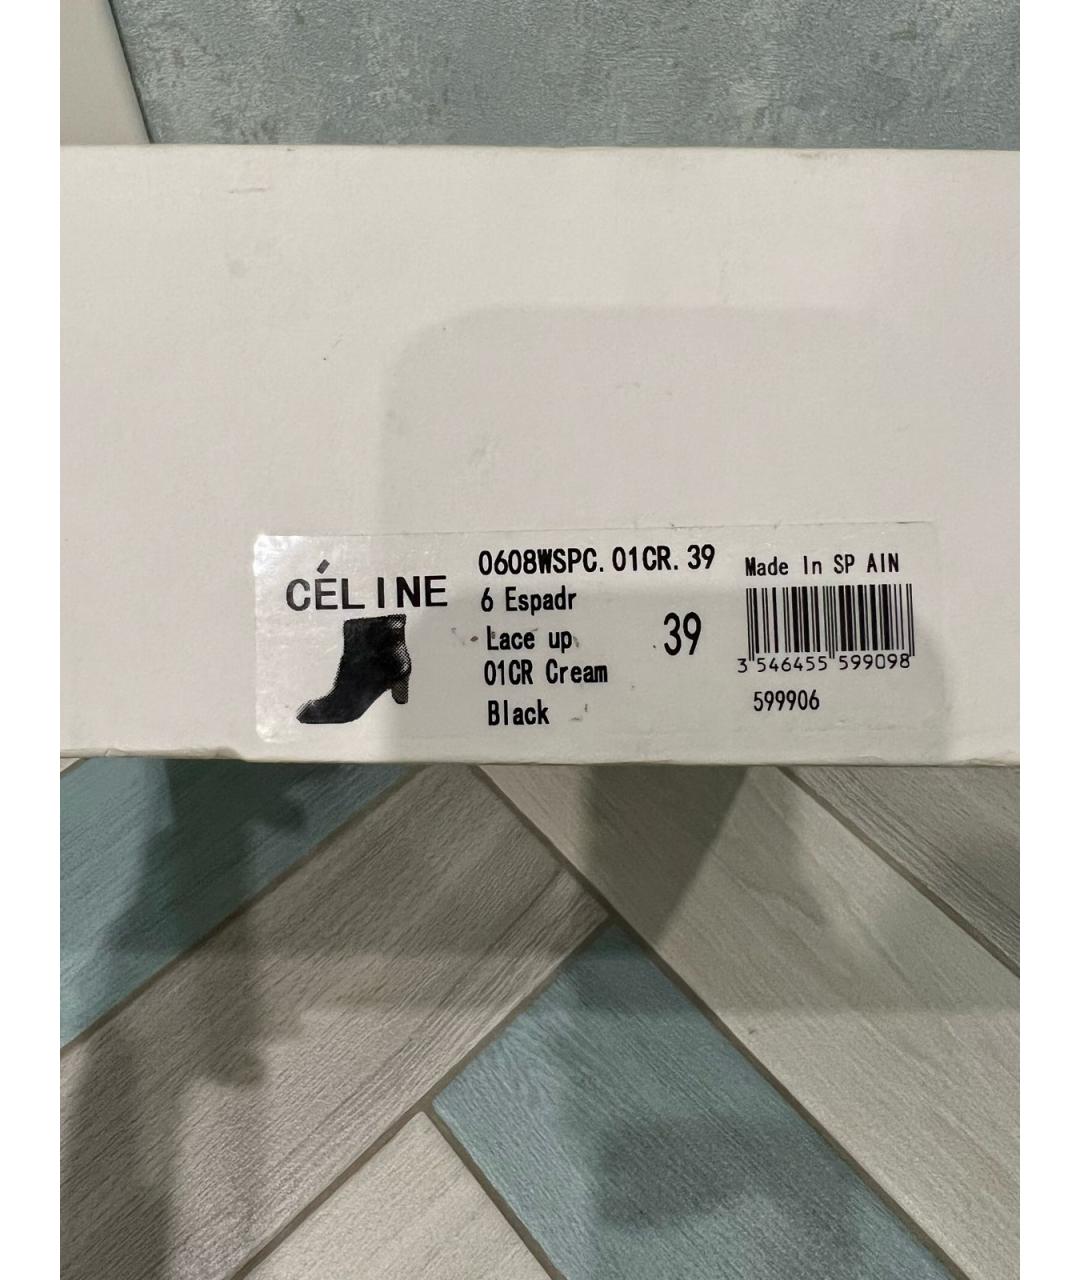 CÉLINE
0608WSPC. 01CR. 39
6 Espadr
Lace up
01CR Cream
Black
39
Made In SP AIN
3 546455 599098
599906